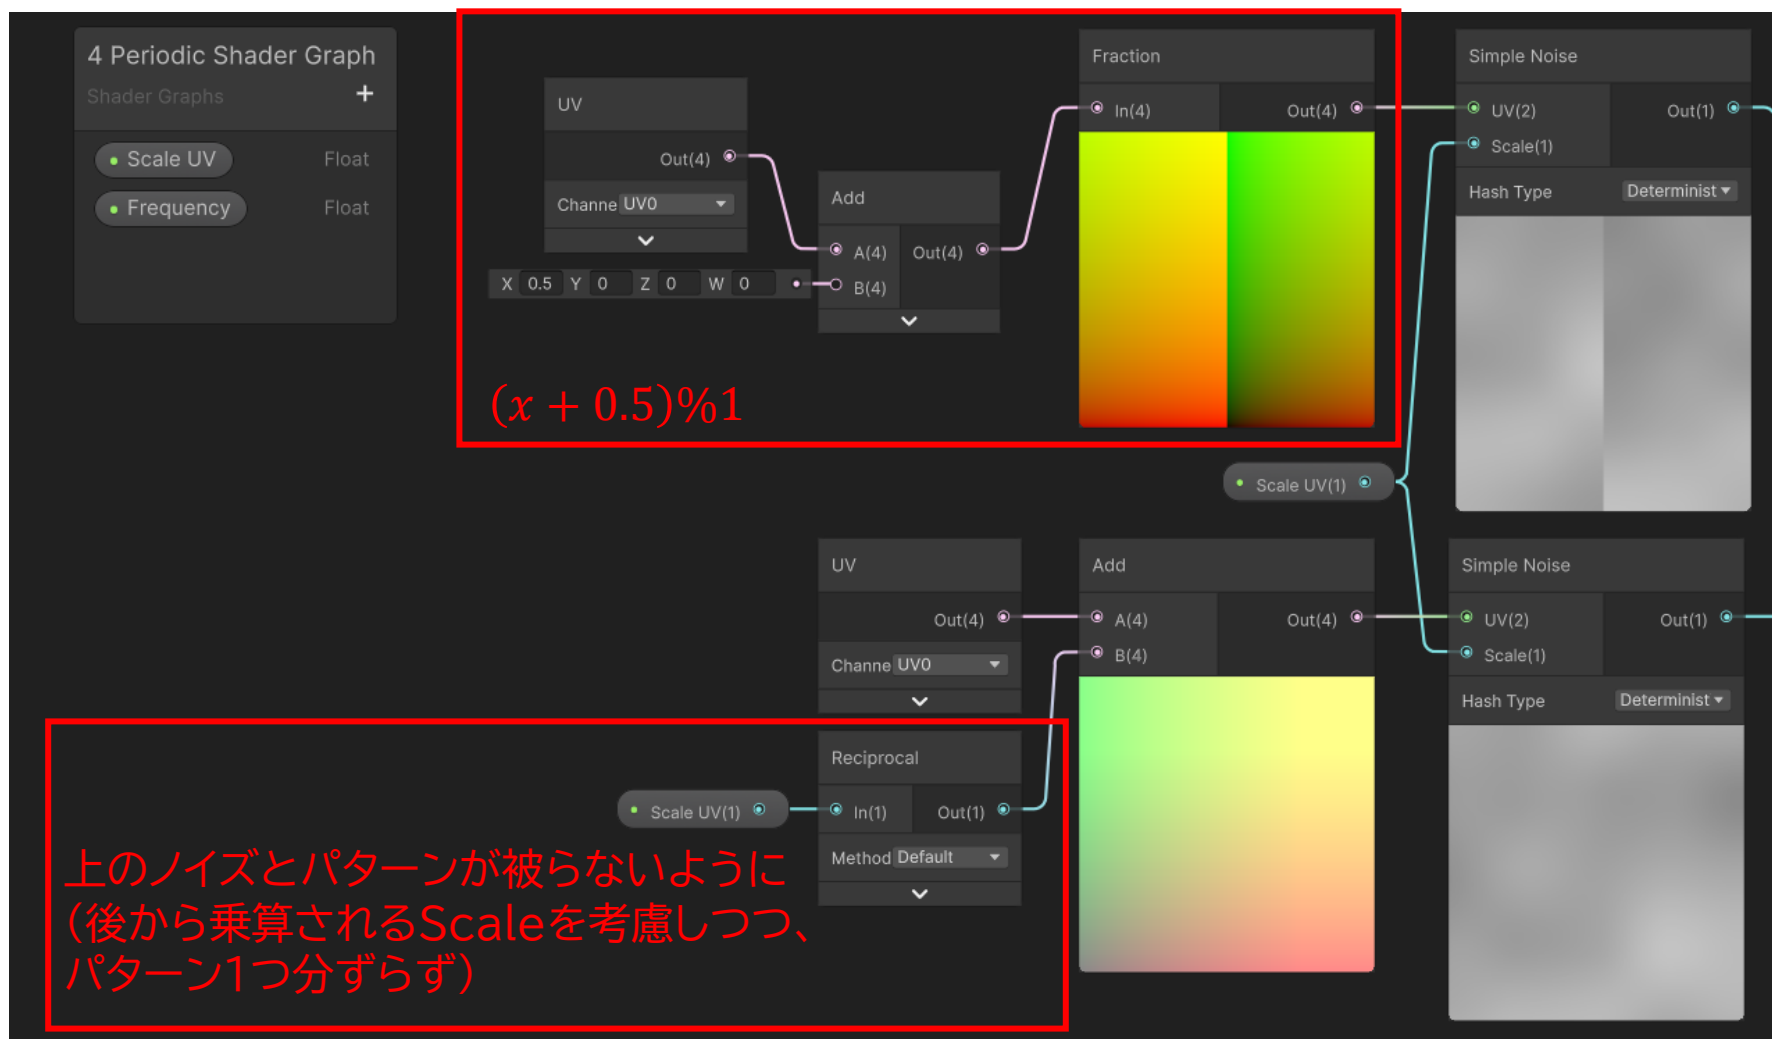 4 Periodic Shader Graph
Shader Graphs
+
Scale UV Float
Frequency Float
UV
Out(4)
Channe UV0
X 0.5 Y 0 Z 0 W 0
Add
A(4) Out(4)
B(4)
Fraction
In(4) Out(4)
(x + 0.5)%1
Simple Noise
UV(2) Out(1)
Scale(1)
Hash Type Determinist
Scale UV(1)
UV
Out(4)
Channe UV0
Add
A(4) Out(4)
B(4)
Simple Noise
UV(2) Out(1)
Scale(1)
Hash Type Determinist
Scale UV(1)
Reciprocal
In(1) Out(1)
Method Default
上のノイズとパターンが被らないように
(後から乗算されるScaleを考慮しつつ、
パターン1つ分ずらず)